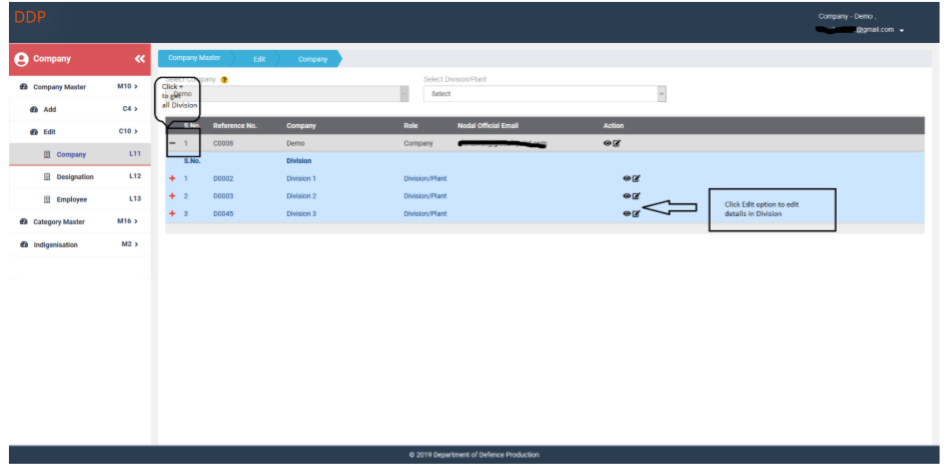 DDP
Company - Demo ,
@gmail.com
Company
Company Master Edit Company
Select Company ?
Select Division/Plant
Company Master M10 >
Click +
to get
all Division
Demo
Select
Add C4 >
Edit C10 >
S.No. Reference No. Company Role Nodal Official Email Action
1 C0008 Demo Company
Company L11
S.No. Division
Designation L12
1 D0002 Division 1 Division/Plant
Employee L13
2 D0003 Division 2 Division/Plant
3 D0045 Division 3 Division/Plant
Click Edit option to edit
details in Division
Category Master M16 >
Indigenisation M2 >
© 2019 Department of Defence Production